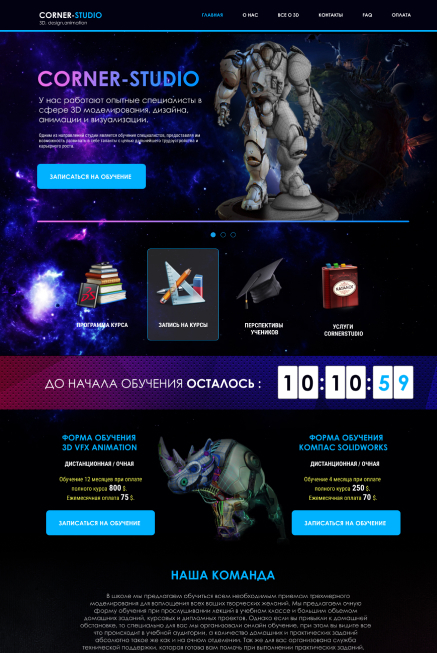 CORNER-STUDIO
3D, design,animation
ГЛАВНАЯ
О НАС
ВСЕ О 3D
КОНТАКТЫ
FAQ
ОПЛАТА
CORNER-STUDIO
У нас работают опытные специалисты в
сфере 3D моделирования, дизайна,
анимации и визуализации.
Одним из направлений студии является обучение специалистов, предоставляя им
возможность развивать в себе таланты с целью дальнейшего трудоустройства и
карьерного роста.
ЗАПИСАТЬСЯ НА ОБУЧЕНИЕ
ПРОГРАММА КУРСА
ЗАПИСЬ НА КУРСЫ
ПЕРСПЕКТИВЫ
УЧЕНИКОВ
КАТАЛОГ
УСЛУГИ
CORNERSTUDIO
ДО НАЧАЛА ОБУЧЕНИЯ ОСТАЛОСЬ :
10:10:59
ФОРМА ОБУЧЕНИЯ
3D VFX ANIMATION
ДИСТАНЦИОННАЯ / ОЧНАЯ
Обучение 12 месяцев при оплате
полного курса 800 $.
Ежемесячная оплата 75 $.
ЗАПИСАТЬСЯ НА ОБУЧЕНИЕ
ФОРМА ОБУЧЕНИЯ
КОМПАС SOLIDWORKS
ДИСТАНЦИОННАЯ / ОЧНАЯ
Обучение 4 месяца при оплате
полного курса 250 $.
Ежемесячная оплата 70 $.
ЗАПИСАТЬСЯ НА ОБУЧЕНИЕ
НАША КОМАНДА
В школе мы предлагаем обучиться всем необходимым приемам трехмерного
моделирования для воплощения всех ваших творческих желаний. Мы предлагаем очную
форму обучения при прослушивании лекций в учебном классе и большим объемом
домашних заданий, курсовых и дипломных проектов. Однако если вы привыкли к домашней
обстановке, то специально для вас мы организовали онлайн обучение, при этом вы видите все
что происходит в учебной аудитории, а количество домашних и практических заданий
абсолютно такое же как и на очном отделении. Так же для вас организована служба
технической поддержки, которая готова вам помочь при выполнении практических заданий,